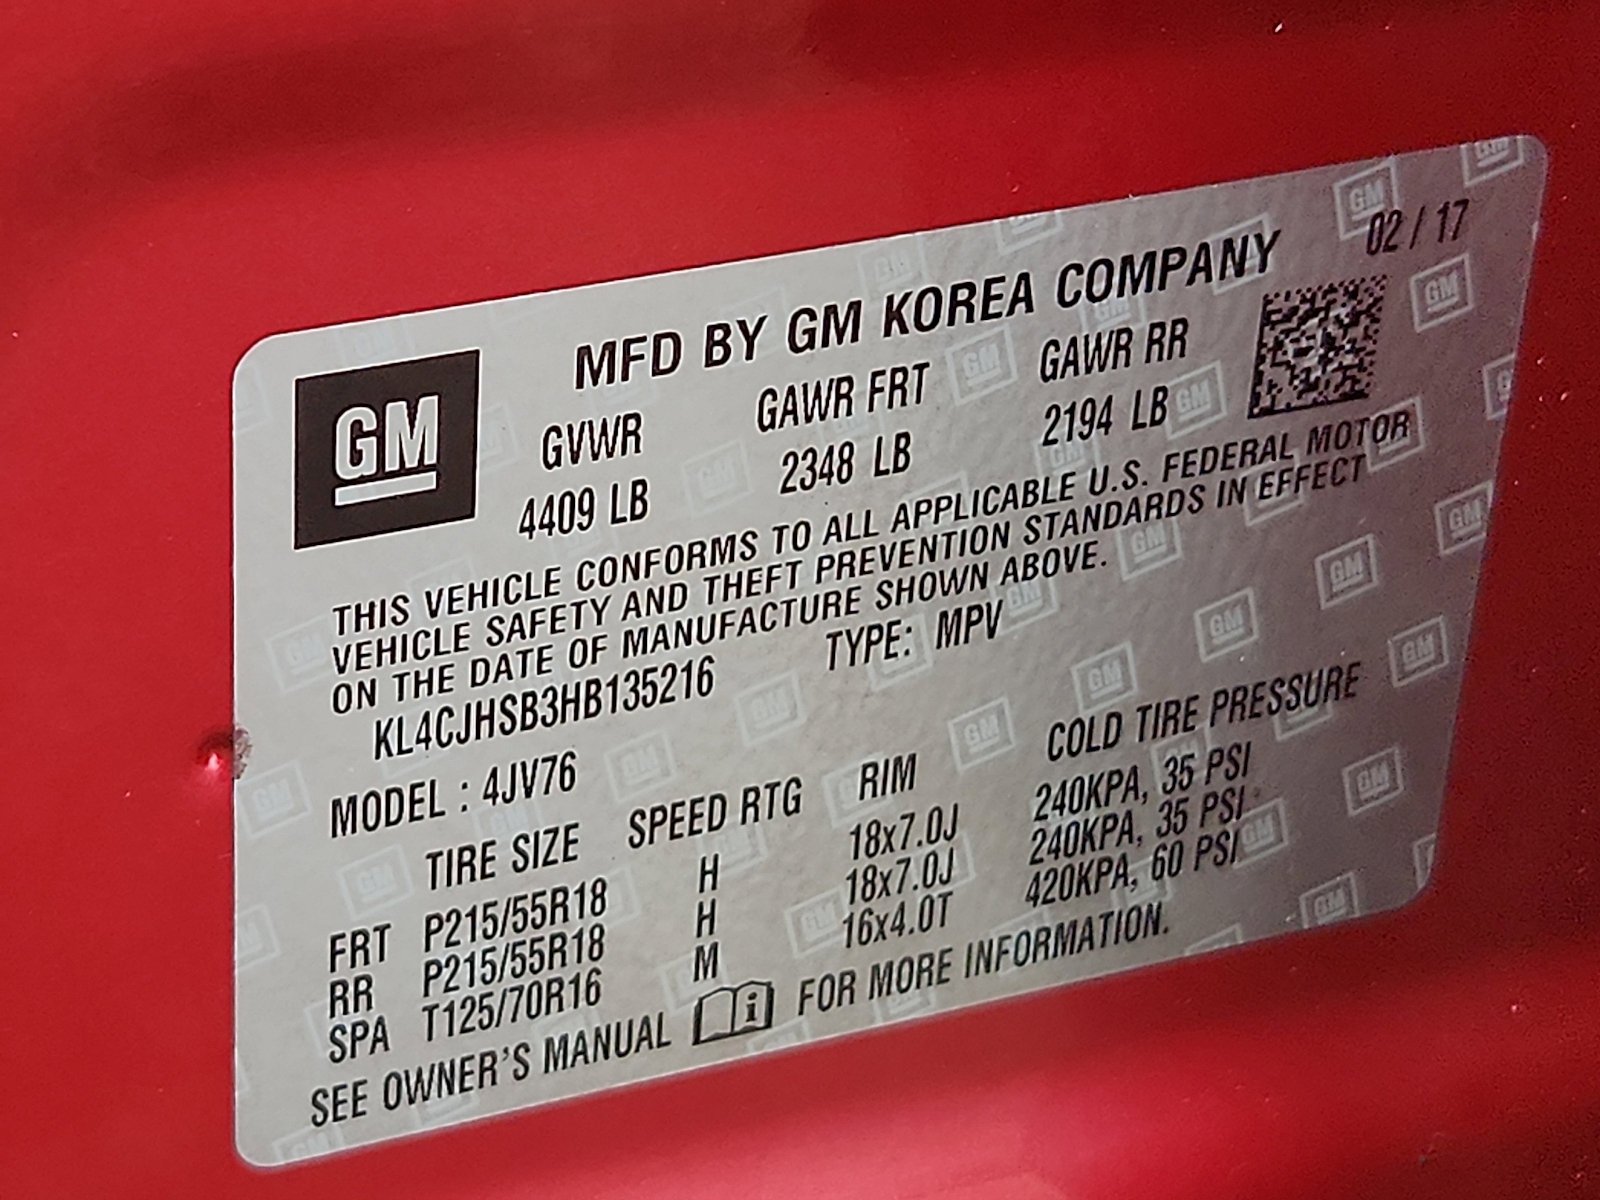 02 / 17
MFD BY GM KOREA COMPANY
GM
GVWR GAWR FRT GAWR RR
4409 LB 2348 LB 2194 LB
THIS VEHICLE CONFORMS TO ALL APPLICABLE U.S. FEDERAL MOTOR
VEHICLE SAFETY AND THEFT PREVENTION STANDARDS IN EFFECT
ON THE DATE OF MANUFACTURE SHOWN ABOVE.
KL4CJHSB3HB135216 TYPE: MPV
MODEL : 4JV76
TIRE SIZE SPEED RTG RIM COLD TIRE PRESSURE
FRT P215/55R18 H 18x7.0J 240KPA, 35 PSI
RR P215/55R18 H 18x7.0J 240KPA, 35 PSI
SPA T125/70R16 M 16x4.0T 420KPA, 60 PSI
SEE OWNER'S MANUAL i FOR MORE INFORMATION.